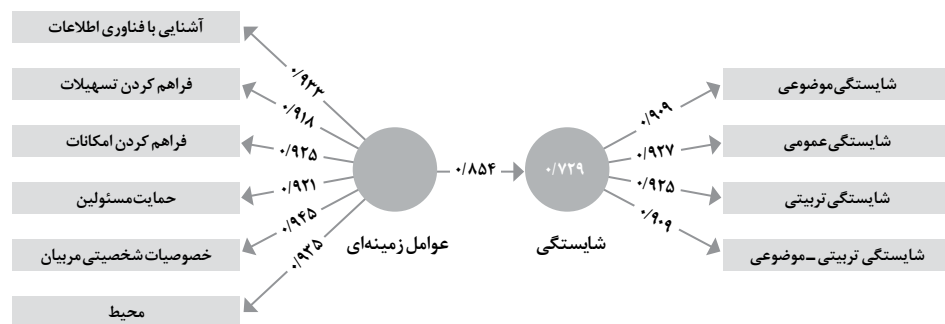 آشنایی با فناوری اطلاعات
فراهم کردن تسهیلات
فراهم کردن امکانات
حمایت مسئولین
خصوصیات شخصیتی مربیان
محیط
۰/۹۳۳
۰/۹۱۸
۰/۹۲۵
۰/۹۲۱
۰/۹۴۵
۰/۹۳۵
عوامل زمینه‌ای
۰/۸۵۴
۰/۷۲۹
شایستگی
۰/۹۰۹
۰/۹۲۷
۰/۹۲۵
۰/۹۰۹
شایستگی موضوعی
شایستگی عمومی
شایستگی تربیتی
شایستگی تربیتی ـ موضوعی